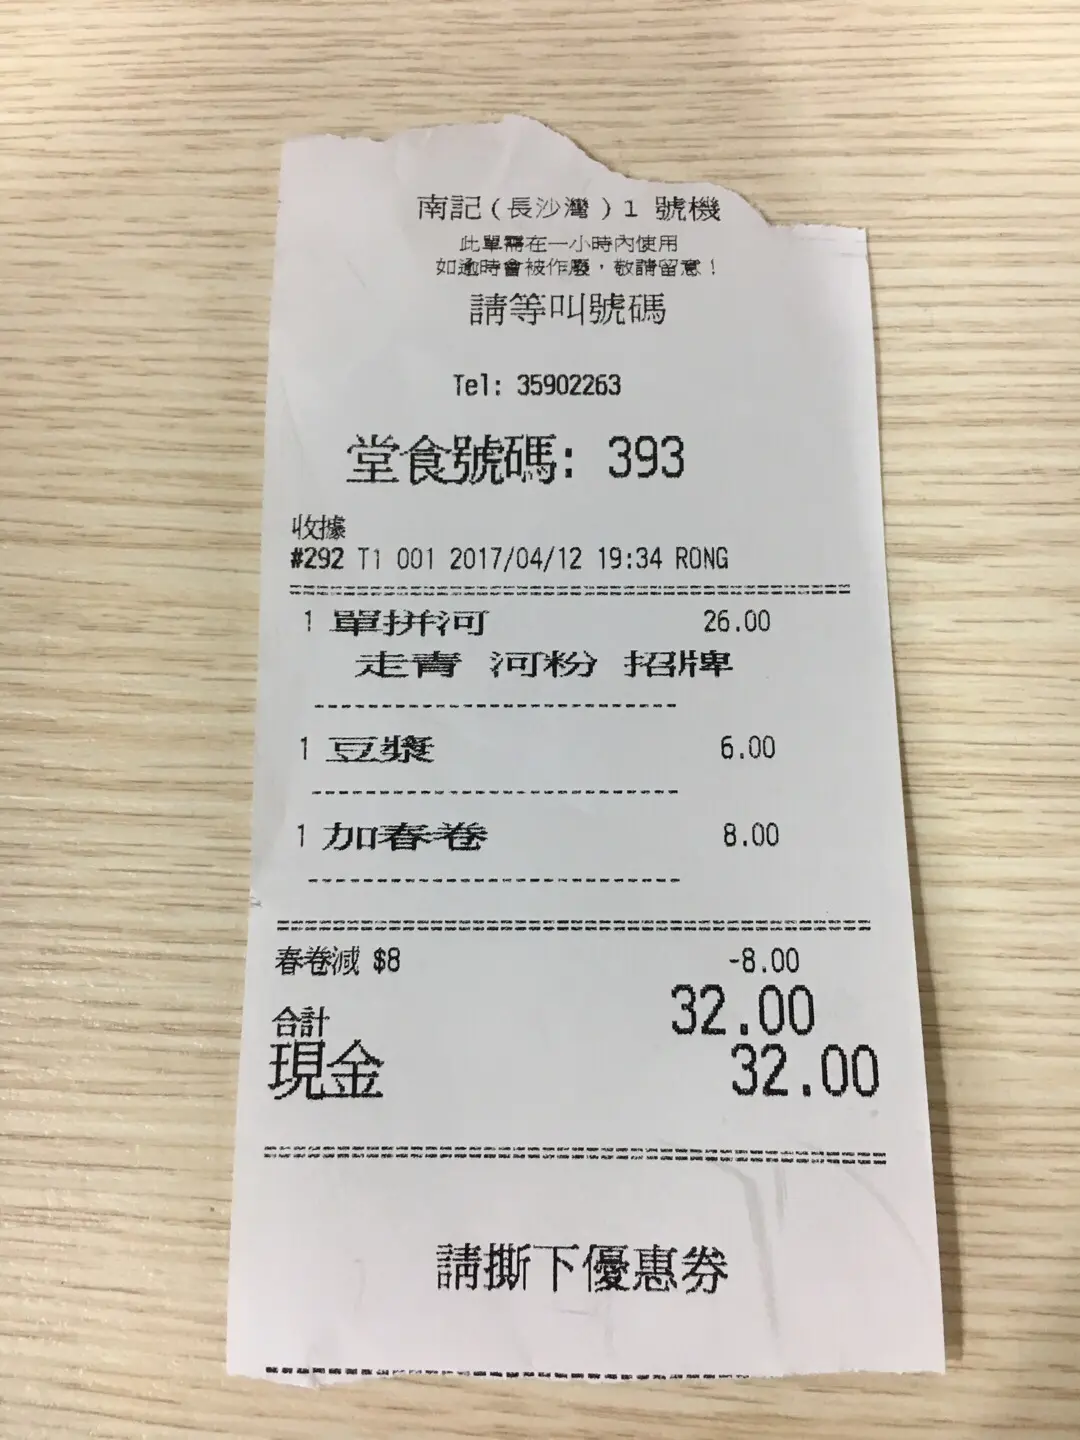 南記(長沙灣)1 號機
此單需在一小時內使用
如逾時會被作廢，敬請留意！
請等叫號碼
Tel: 35902263
堂食號碼: 393
收據
#292 T1 001 2017/04/12 19:34 RONG
1 單拼河 26.00
走青 河粉 招牌
1 豆漿 6.00
1 加春卷 8.00
春卷減 $8 -8.00
合計 32.00
現金 32.00
請撕下優惠券